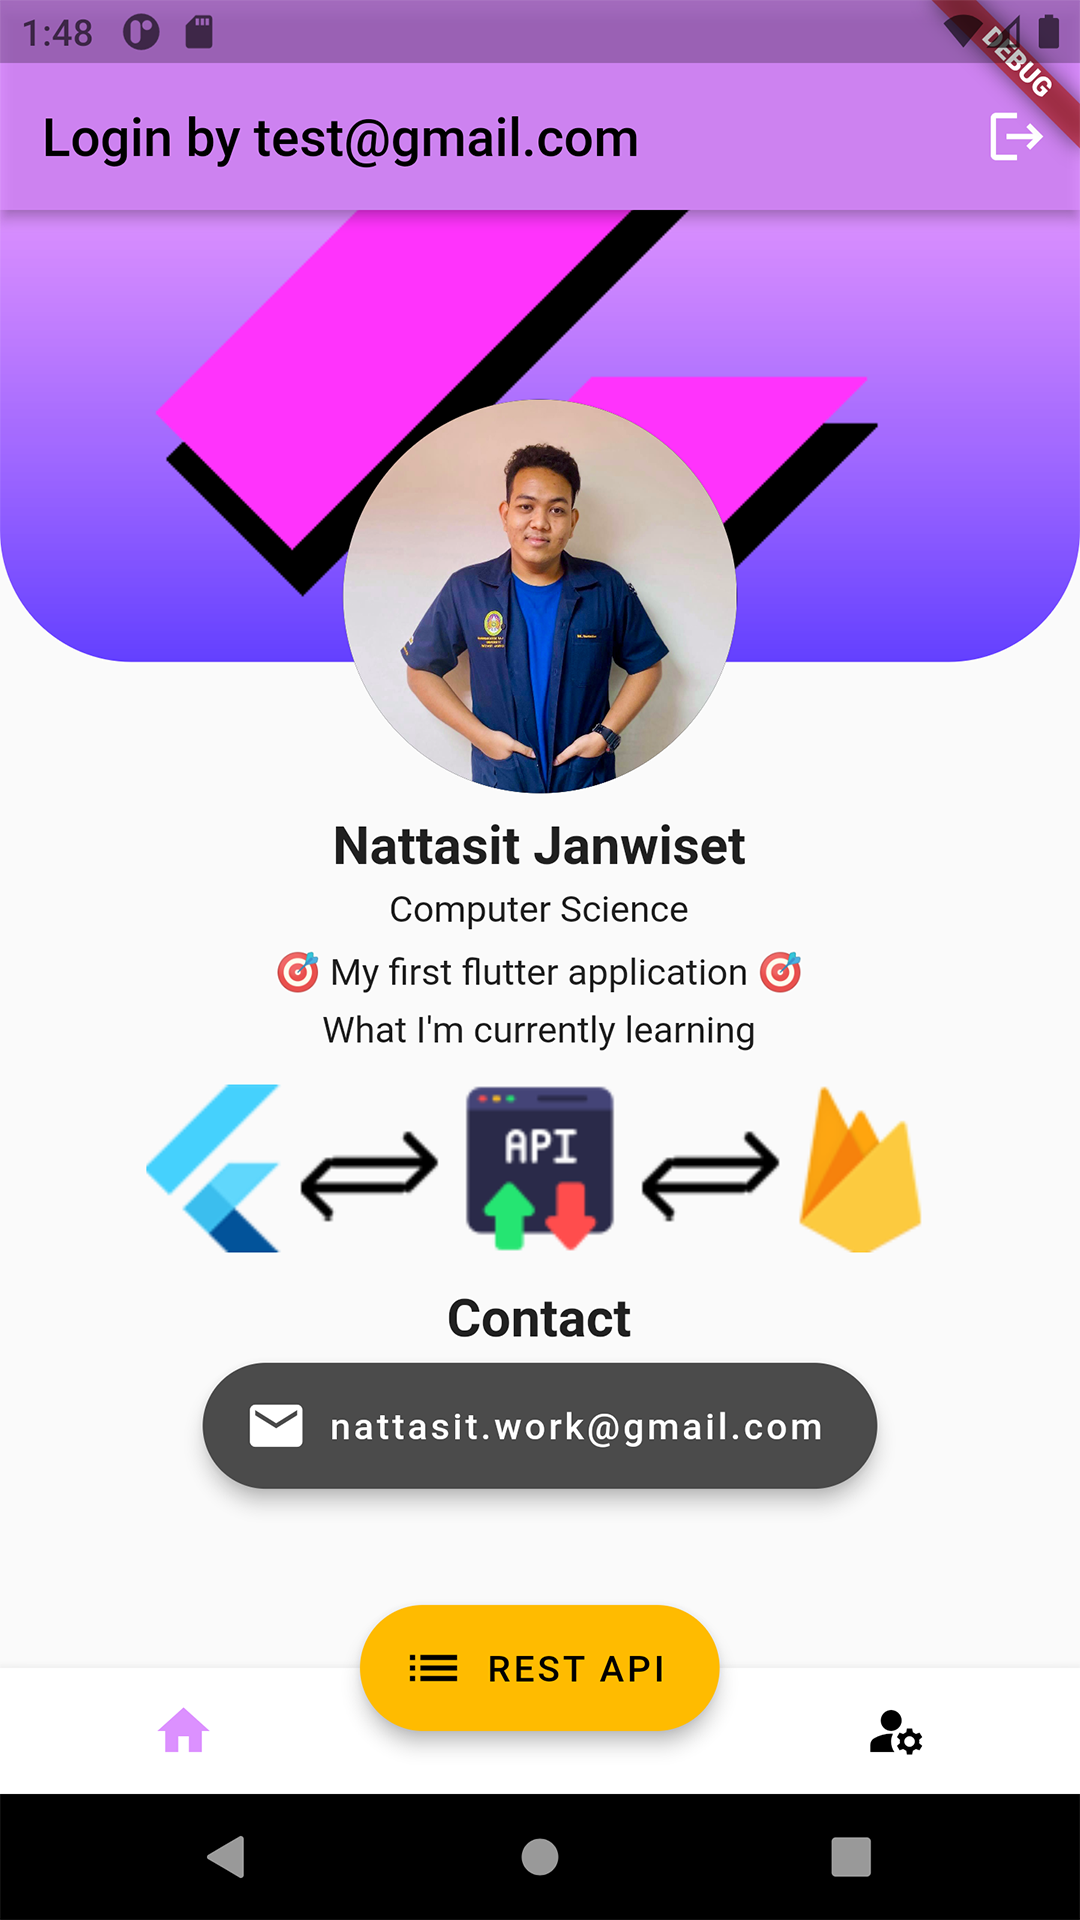 1:48
DEBUG
Login by test@gmail.com
Nattasit Janwiset
Computer Science
🎯 My first flutter application 🎯
What I'm currently learning
API
Contact
nattasit.work@gmail.com
REST API